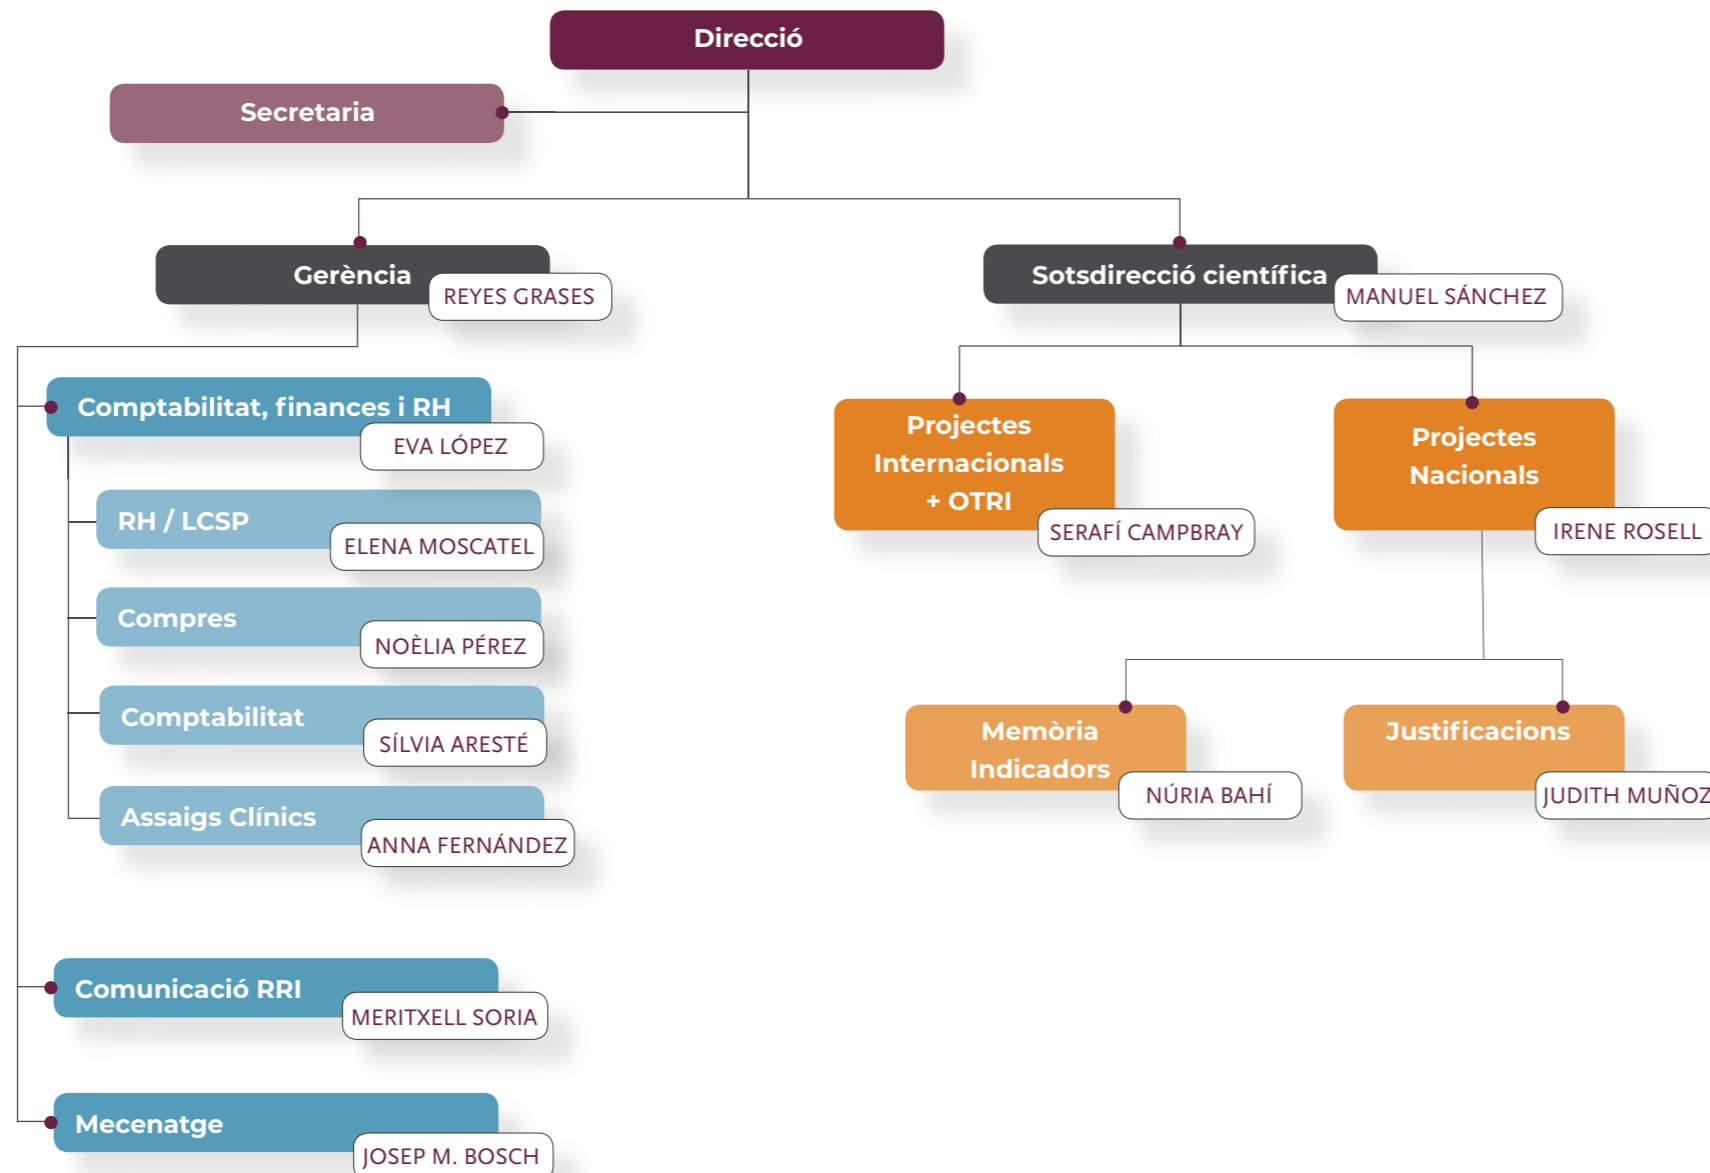 Direcció
Secretaria
Gerència
REYES GRASES
Comptabilitat, finances i RH
EVA LÓPEZ
RH / LCSP
ELENA MOSCATEL
Compres
NOÈLIA PÉREZ
Comptabilitat
SÍLVIA ARESTÉ
Assaigs Clínics
ANNA FERNÁNDEZ
Comunicació RRI
MERITXELL SORIA
Mecenatge
JOSEP M. BOSCH
Sotsdirecció científica
MANUEL SÁNCHEZ
Projectes
Internacionals
+ OTRI
SERAFÍ CAMPBRAY
Projectes
Nacionals
IRENE ROSELL
Memòria
Indicadors
NÚRIA BAHÍ
Justificacions
JUDITH MUÑOZ